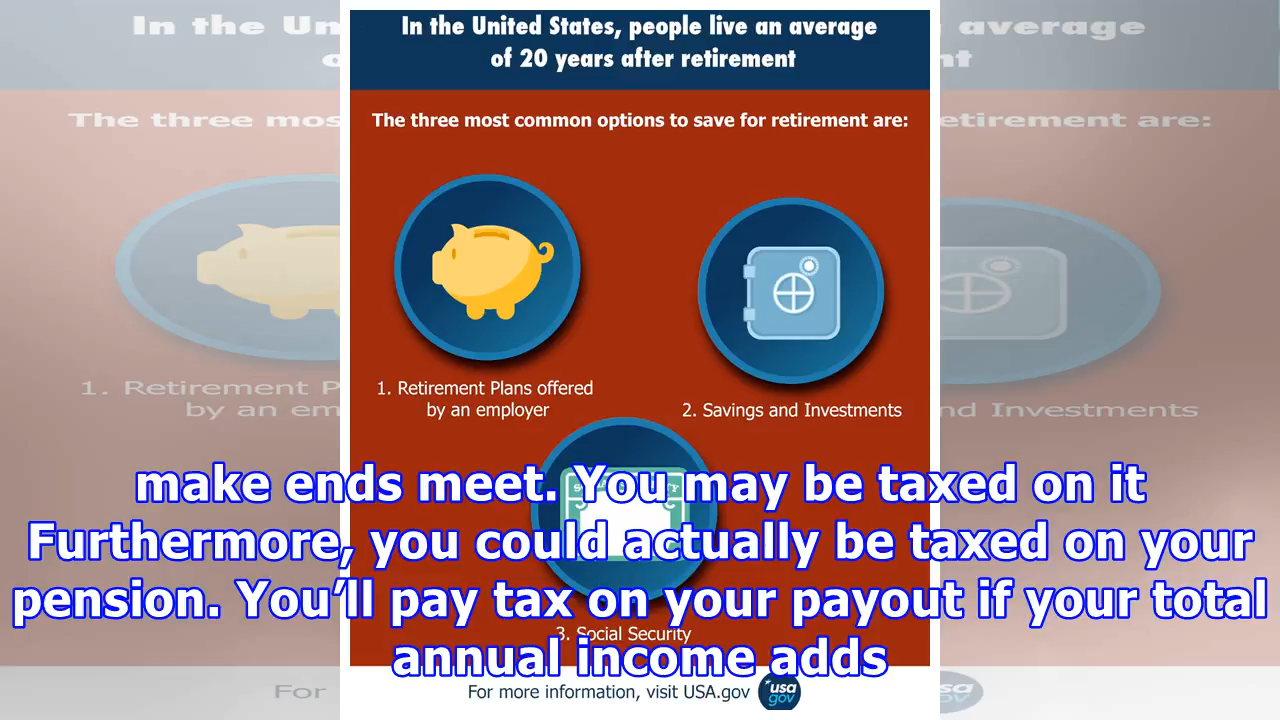 In the United States, people live an average
of 20 years after retirement
The three most common options to save for retirement are:
1. Retirement Plans offered
by an employer
2. Savings and Investments
make ends meet. You may be taxed on it
Furthermore, you could actually be taxed on your
pension. You’ll pay tax on your payout if your total
3. Social Security
annual income adds
For more information, visit USA.gov
usa
gov